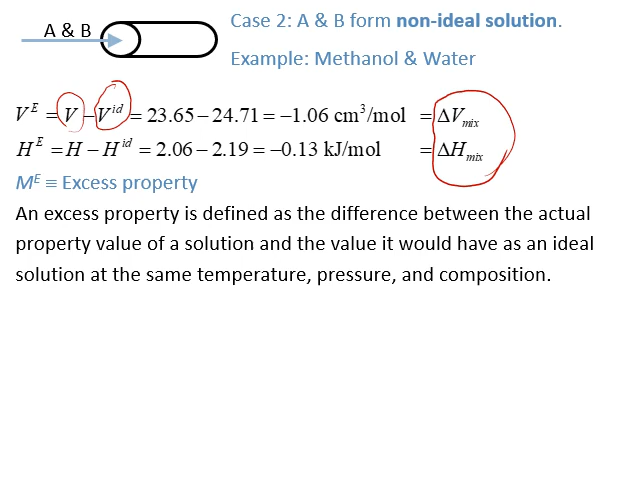 A & B
Case 2: A & B form non-ideal solution.
Example: Methanol & Water
V^E = V − V^id = 23.65 − 24.71 = −1.06 cm³/mol = ΔV_mix
H^E = H − H^id = 2.06 − 2.19 = −0.13 kJ/mol = ΔH_mix
M^E ≡ Excess property
An excess property is defined as the difference between the actual
property value of a solution and the value it would have as an ideal
solution at the same temperature, pressure, and composition.